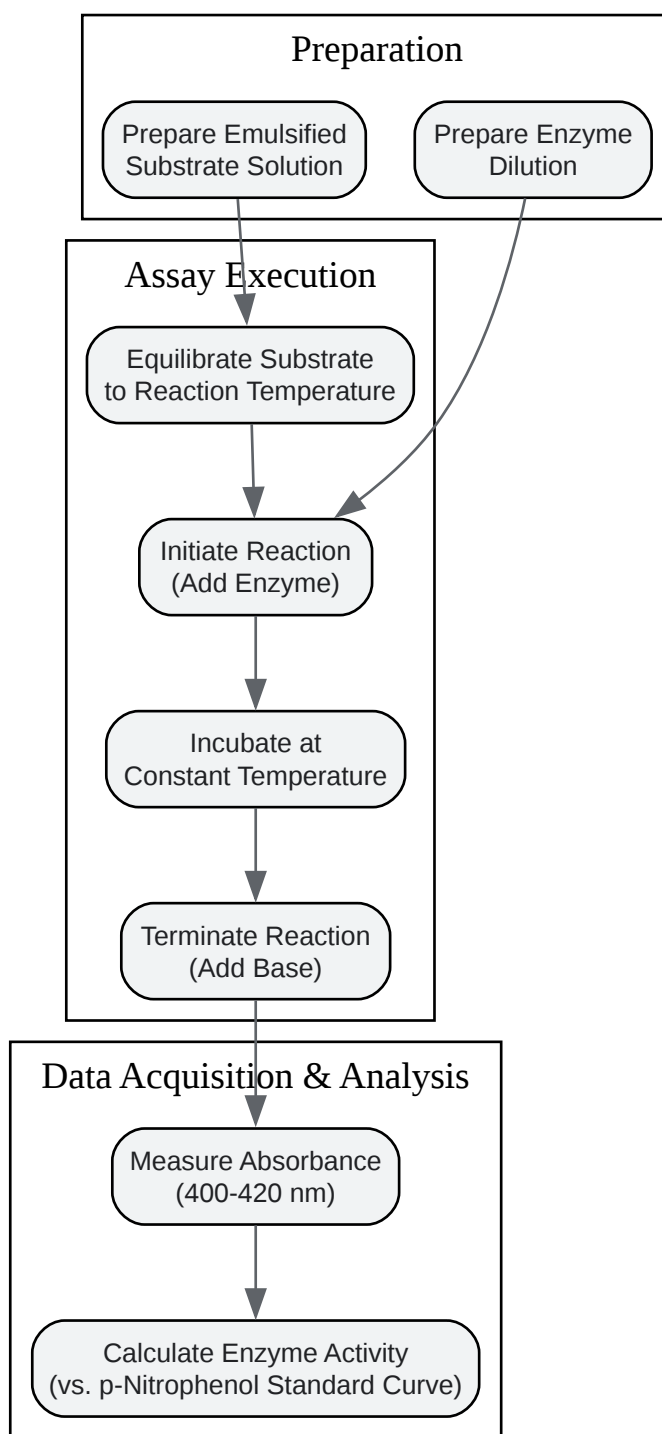 Preparation
Prepare Emulsified
Substrate Solution
Prepare Enzyme
Dilution
Assay Execution
Equilibrate Substrate
to Reaction Temperature
Initiate Reaction
(Add Enzyme)
Incubate at
Constant Temperature
Terminate Reaction
(Add Base)
Data Acquisition & Analysis
Measure Absorbance
(400-420 nm)
Calculate Enzyme Activity
(vs. p-Nitrophenol Standard Curve)